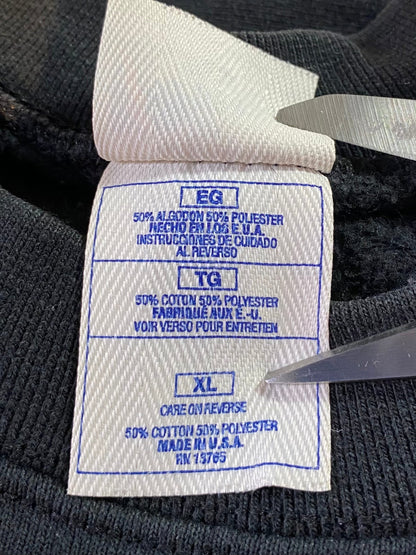 EG
50% ALGODON 50% POLIESTER
HECHO EN LOS E.U.A.
INSTRUCCIONES DE CUIDADO
AL REVERSO
TG
50% COTON 50% POLYESTER
FABRIQUÉ AUX É.-U.
VOIR VERSO POUR ENTRETIEN
XL
CARE ON REVERSE
50% COTTON 50% POLYESTER
MADE IN U.S.A.
RN 13765